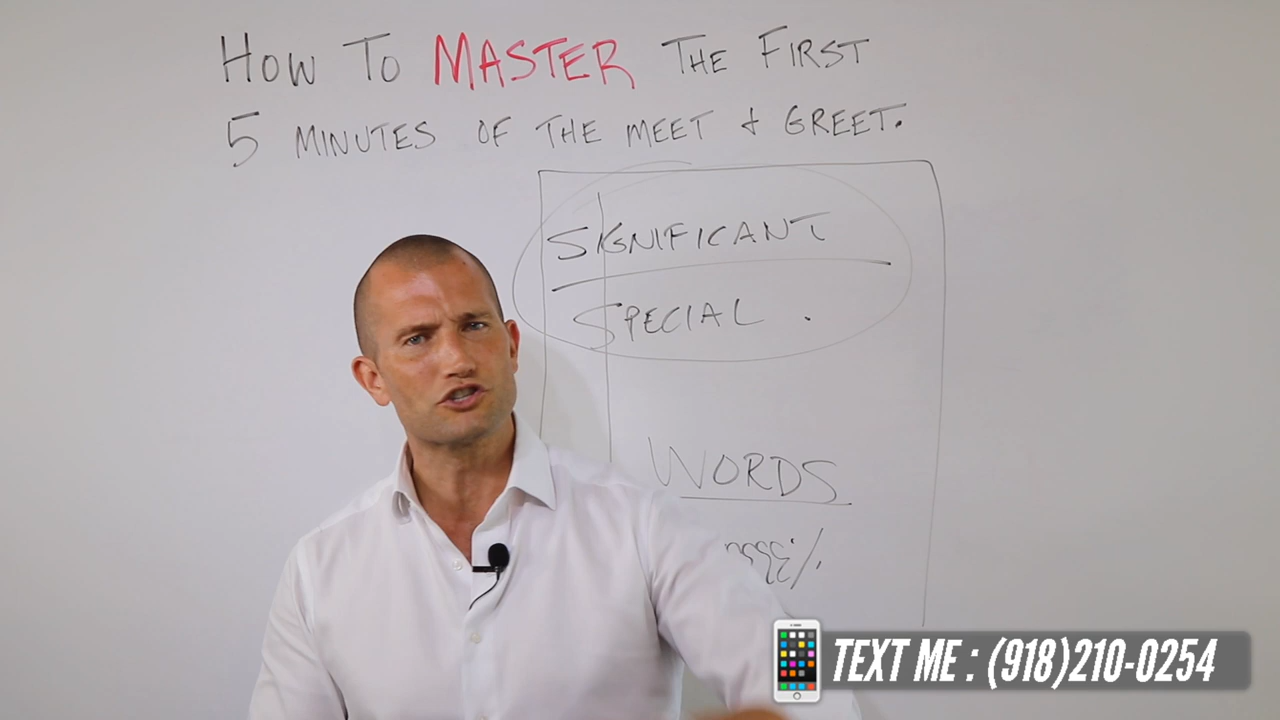 HOW TO MASTER THE FIRST
5 MINUTES OF THE MEET & GREET.
SIGNIFICANT
SPECIAL.
WORDS
TEXT ME : (918)210-0254